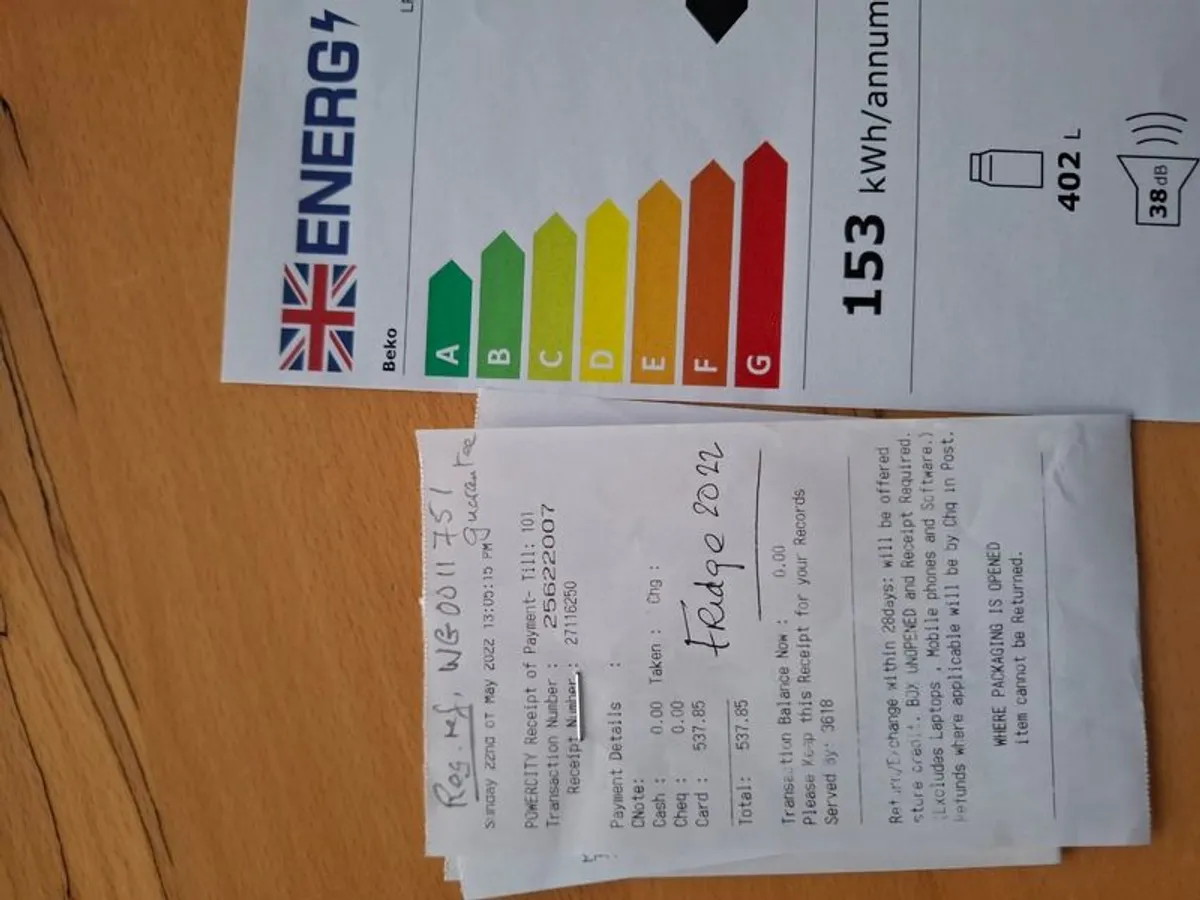 ENERG
Beko
A
B
C
D
E
F
G
153 kWh/annum
402 L
38 dB
Reg. ref. WG0011751
guarantee
Sunday 22nd of May 2022 13:05:15 PM
POWERCITY Receipt of Payment- Till: 101
Transaction Number : 25622007
Receipt Number : 27116250
Payment Details :
CNote:
Cash : 0.00 Taken : Chg :
Cheq : 0.00
Card : 537.85
FRidge 2022
Total: 537.85
Transaction Balance Now : 0.00
Please Keep this Receipt for your Records
Served By: 3618
Return/Exchange within 28days: will be offered
store credit. BOX UNOPENED and Receipt Required.
(Excludes Laptops , Mobile phones and Software.)
Refunds where applicable will be by Chq in Post.
WHERE PACKAGING IS OPENED
item cannot be Returned.